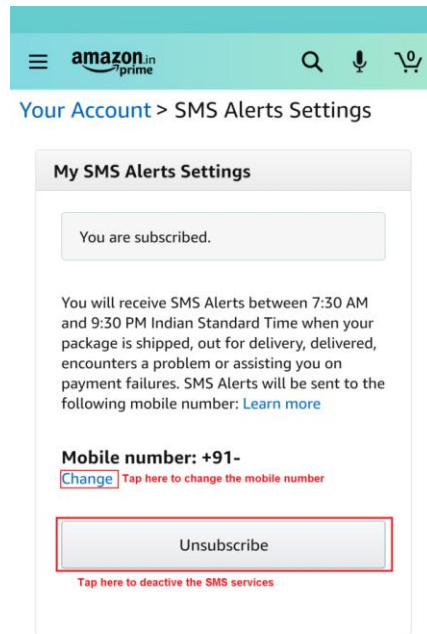 amazon.in
prime
0
Your Account > SMS Alerts Settings
My SMS Alerts Settings
You are subscribed.
You will receive SMS Alerts between 7:30 AM
and 9:30 PM Indian Standard Time when your
package is shipped, out for delivery, delivered,
encounters a problem or assisting you on
payment failures. SMS Alerts will be sent to the
following mobile number: Learn more
Mobile number: +91-
Change Tap here to change the mobile number
Unsubscribe
Tap here to deactive the SMS services